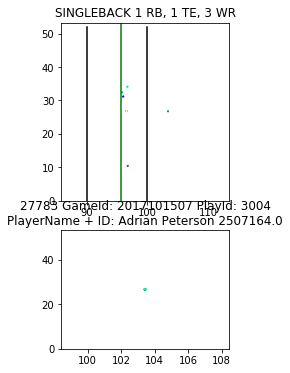 SINGLEBACK 1 RB, 1 TE, 3 WR
50
40
30
20
10
0
90 100 110
27783 GameId: 2017101507 PlayId: 3004
PlayerName + ID: Adrian Peterson 2507164.0
40
20
0
100 102 104 106 108